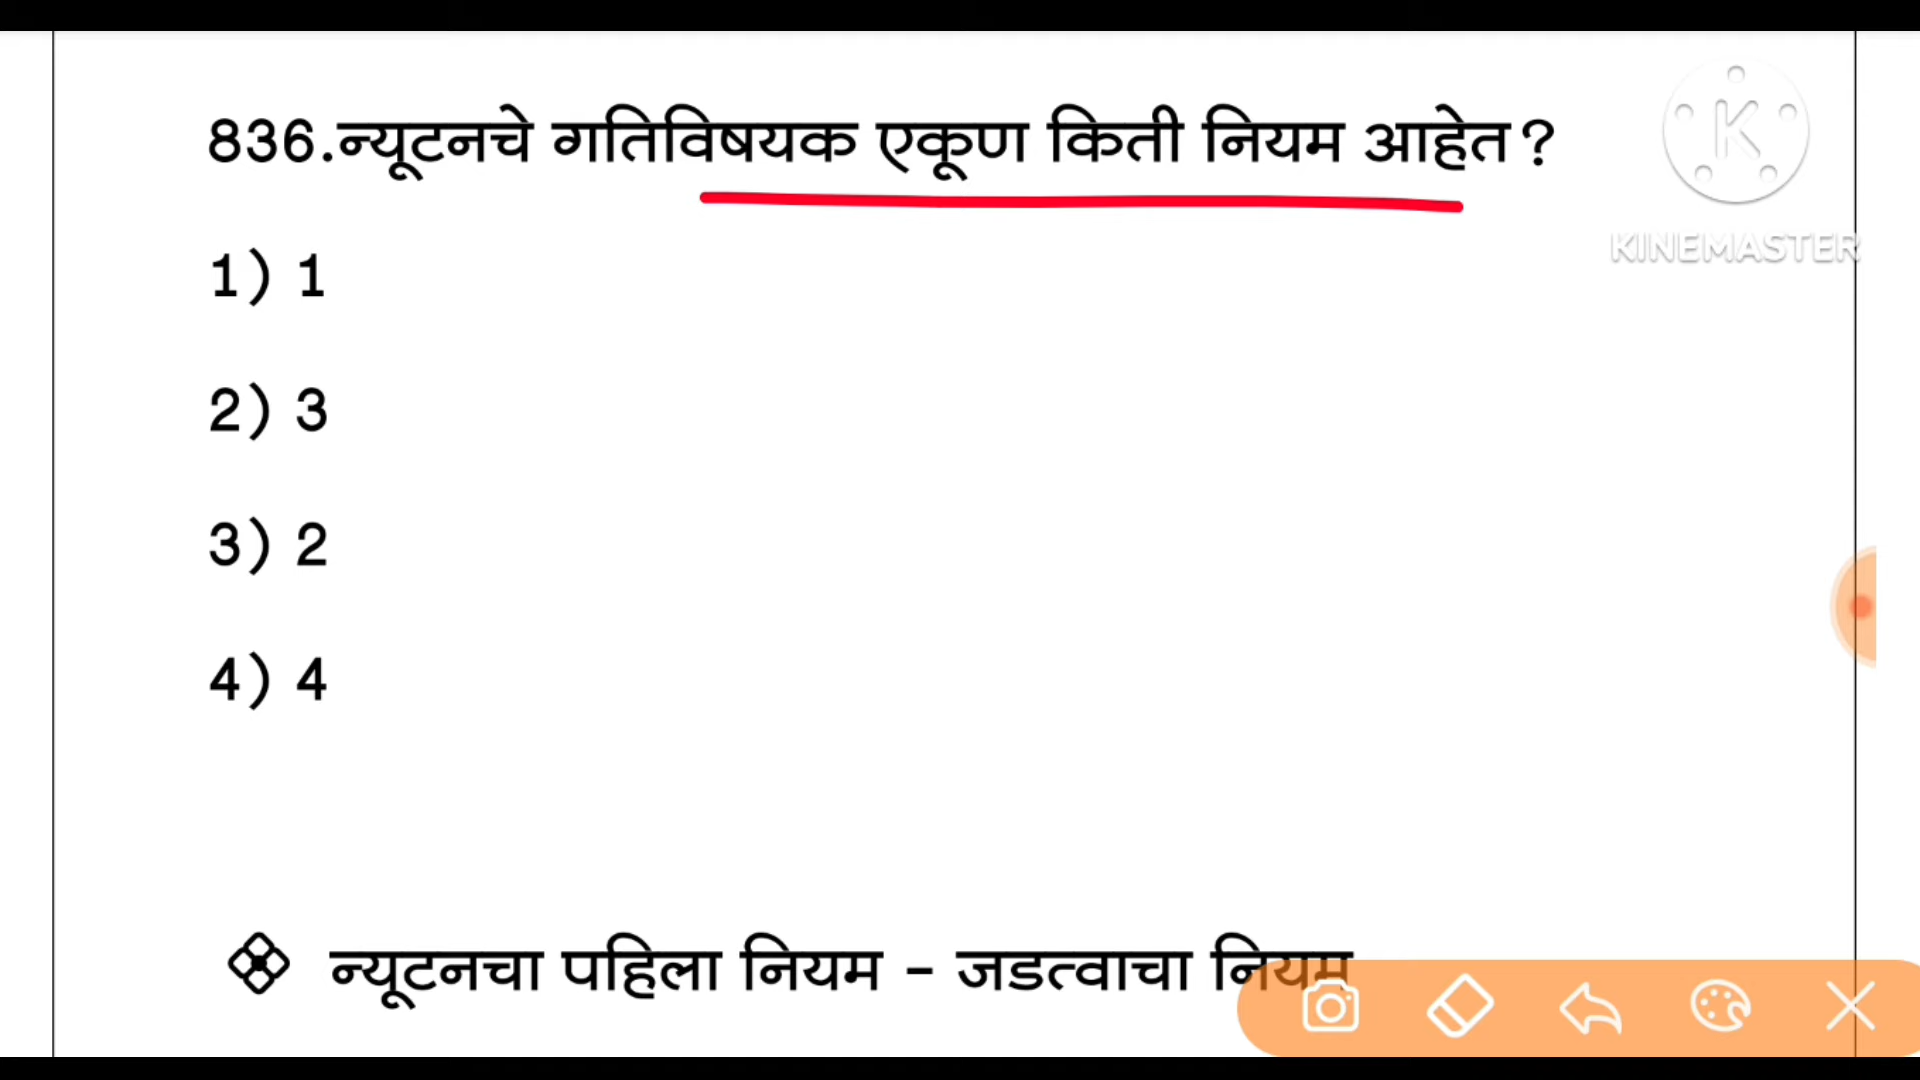 836.न्यूटनचे गतिविषयक एकूण किती नियम आहेत?
KINEMASTER
1) 1
2) 3
3) 2
4) 4
न्यूटनचा पहिला नियम - जडत्वाचा नियम